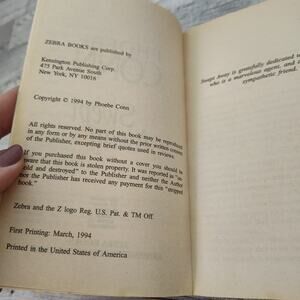 ZEBRA BOOKS are published by
Kensington Publishing Corp.
475 Park Avenue South
New York, NY 10016
Copyright © 1994 by Phoebe Conn
All rights reserved. No part of this book may be reproduced
in any form or by any means without the prior written consent
of the Publisher, excepting brief quotes used in reviews.
If you purchased this book without a cover you should be
aware that this book is stolen property. It was reported as "un-
sold and destroyed" to the Publisher and neither the Author
nor the Publisher has received any payment for this "stripped
book."
Zebra and the Z logo Reg. U.S. Pat. & TM Off.
First Printing: March, 1994
Printed in the United States of America
Swept Away is gratefully dedicated
who is a marvelous agent, and a
sympathetic friend.